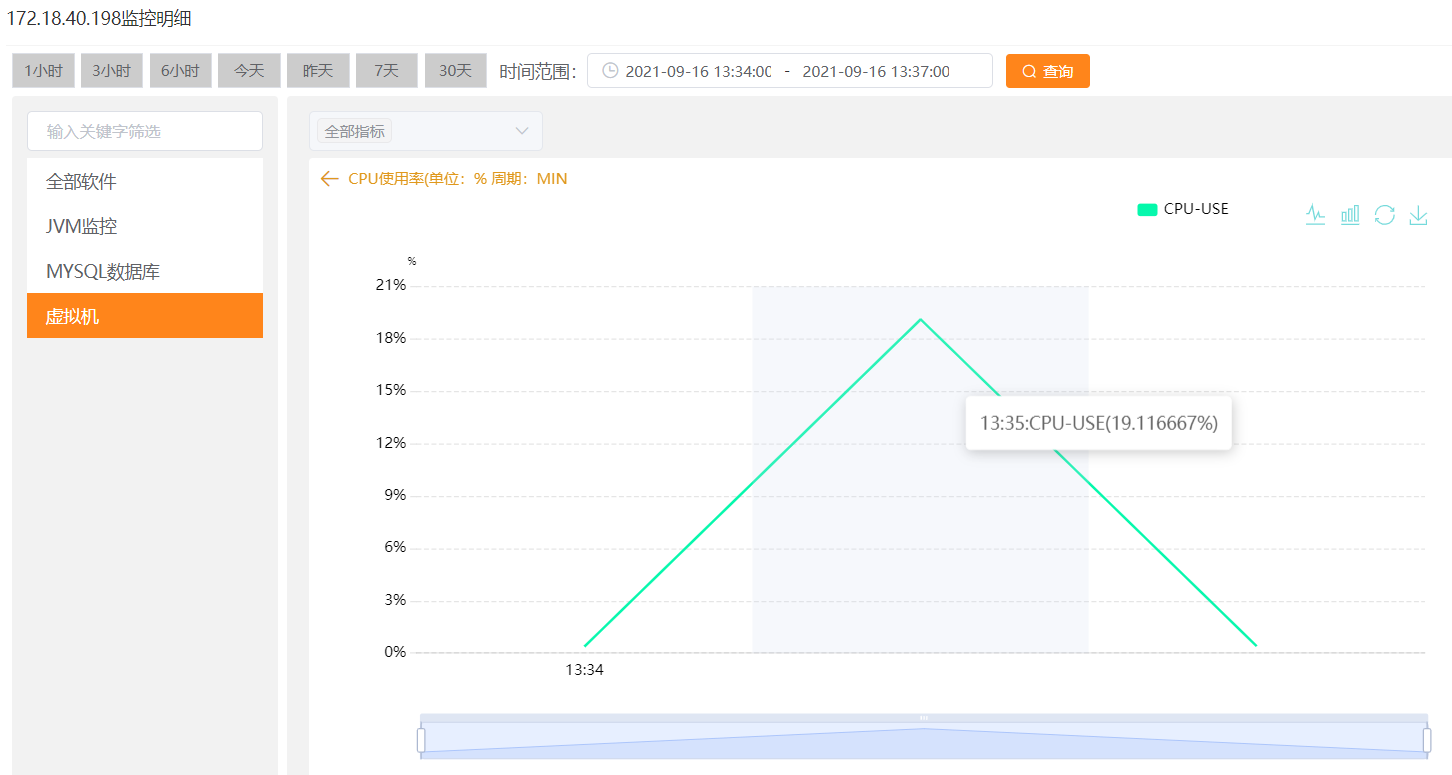 172.18.40.198监控明细
1小时 3小时 6小时 今天 昨天 7天 30天 时间范围： 2021-09-16 13:34:00 - 2021-09-16 13:37:00 查询
输入关键字筛选
全部软件
JVM监控
MYSQL数据库
虚拟机
全部指标
CPU使用率(单位：% 周期：MIN
CPU-USE
%
21%
18%
15%
12%
9%
6%
3%
0%
13:35:CPU-USE(19.116667%)
13:34